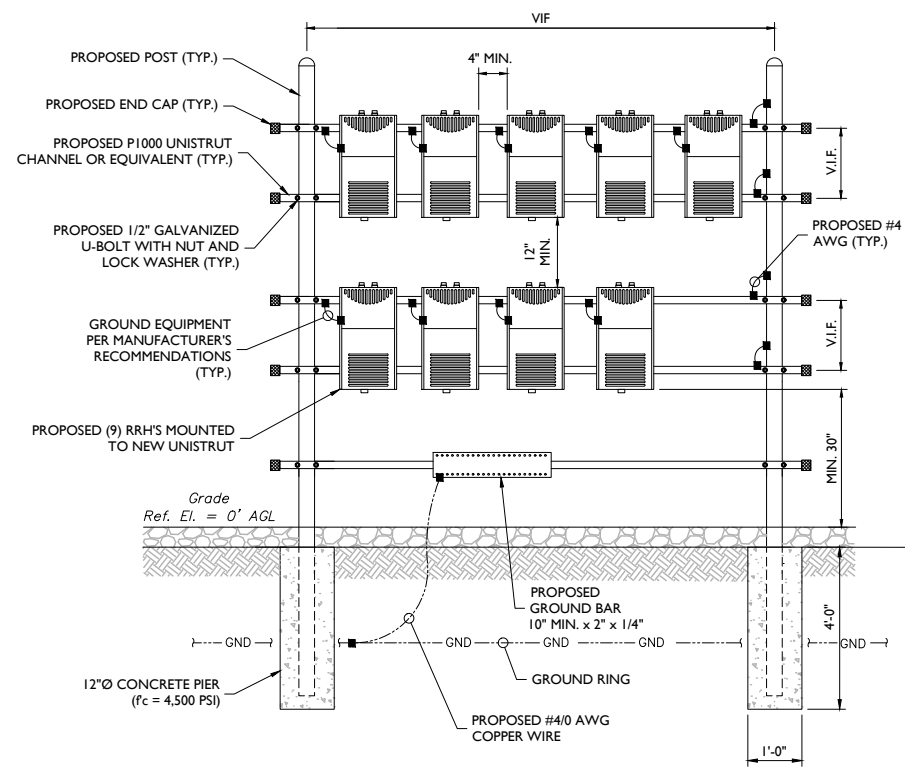 VIF
PROPOSED POST (TYP.)
4" MIN.
PROPOSED END CAP (TYP.)
PROPOSED P1000 UNISTRUT
CHANNEL OR EQUIVALENT (TYP.)
V.I.F.
PROPOSED 1/2" GALVANIZED
U-BOLT WITH NUT AND
LOCK WASHER (TYP.)
12"
MIN.
PROPOSED #4
AWG (TYP.)
GROUND EQUIPMENT
PER MANUFACTURER'S
RECOMMENDATIONS
(TYP.)
V.I.F.
PROPOSED (9) RRH'S MOUNTED
TO NEW UNISTRUT
MIN. 30"
Grade
Ref. El. = 0' AGL
PROPOSED
GROUND BAR
10" MIN. x 2" x 1/4"
4'-0"
GND
GND
GND
GND
GND
GROUND RING
12"Ø CONCRETE PIER
(f'c = 4,500 PSI)
PROPOSED #4/0 AWG
COPPER WIRE
1'-0"